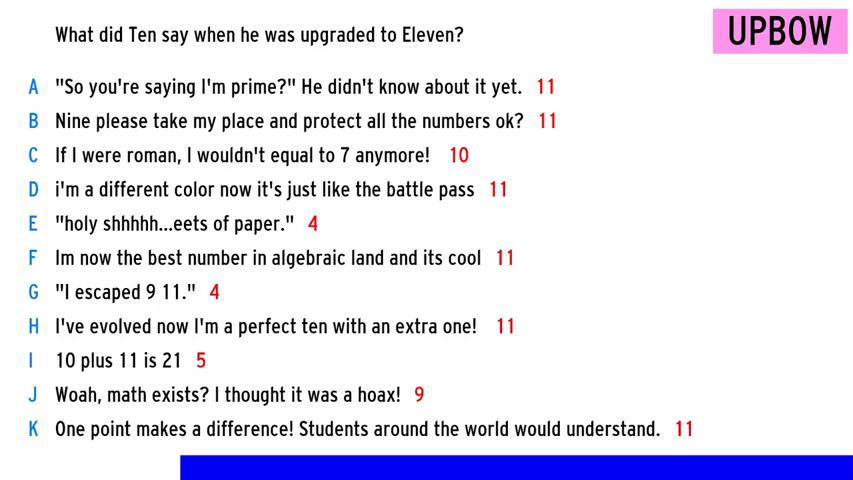 What did Ten say when he was upgraded to Eleven?
UPBOW
A "So you're saying I'm prime?" He didn't know about it yet. 11
B Nine please take my place and protect all the numbers ok? 11
C If I were roman, I wouldn't equal to 7 anymore! 10
D i'm a different color now it's just like the battle pass 11
E "holy shhhhh...eets of paper." 4
F Im now the best number in algebraic land and its cool 11
G "I escaped 9 11." 4
H I've evolved now I'm a perfect ten with an extra one! 11
I 10 plus 11 is 21 5
J Woah, math exists? I thought it was a hoax! 9
K One point makes a difference! Students around the world would understand. 11